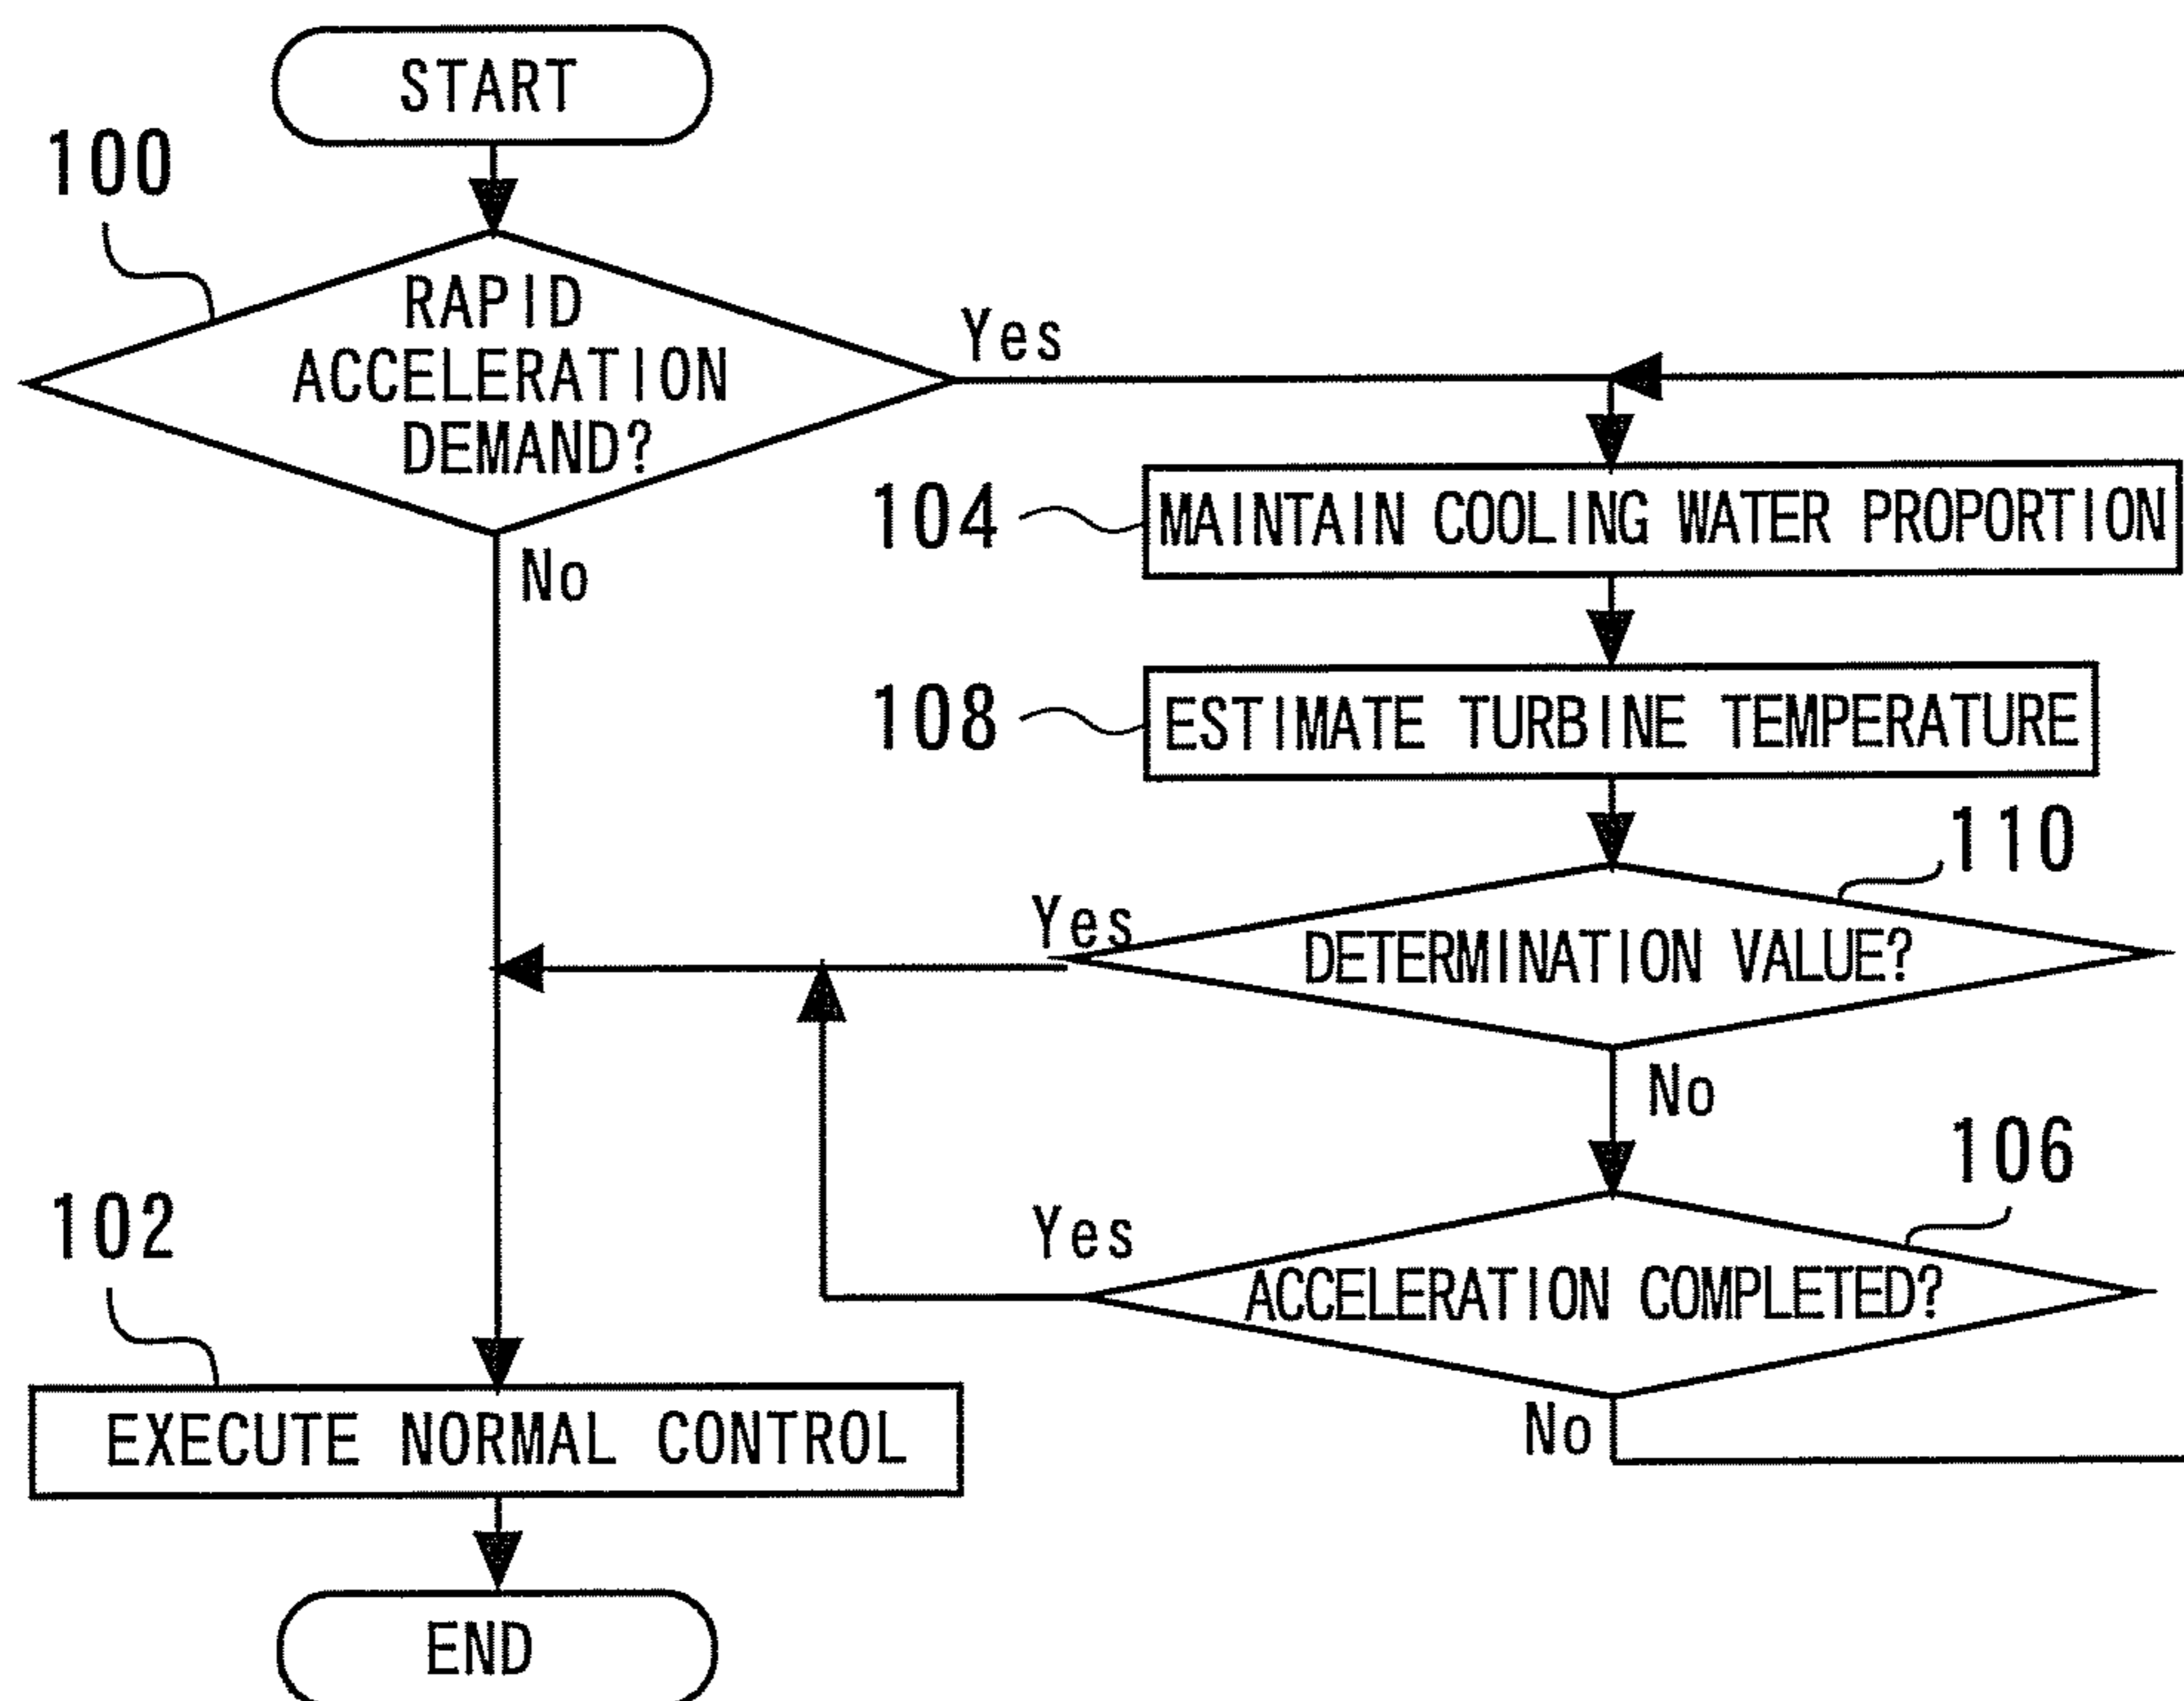 START
100
RAPID
ACCELERATION
DEMAND?
Yes
No
104
MAINTAIN COOLING WATER PROPORTION
108
ESTIMATE TURBINE TEMPERATURE
110
Yes
DETERMINATION VALUE?
No
106
Yes
ACCELERATION COMPLETED?
No
102
EXECUTE NORMAL CONTROL
END